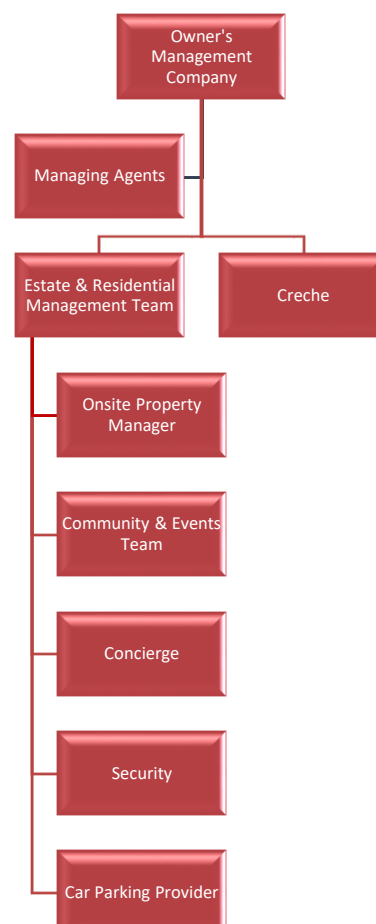 Owner's
Management
Company
Managing Agents
Estate & Residential
Management Team
Creche
Onsite Property
Manager
Community & Events
Team
Concierge
Security
Car Parking Provider